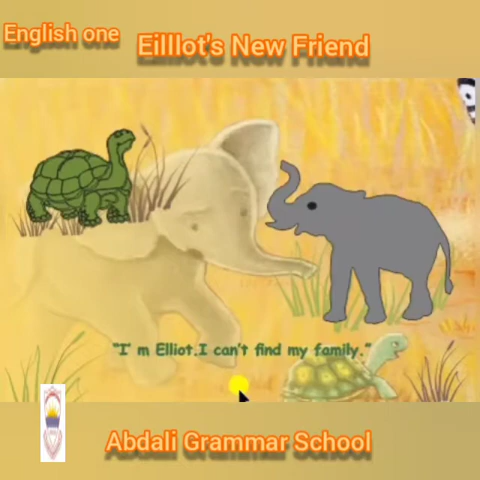 English one
Eilllot's New Friend
"I' m Elliot.I can't find my family."
Abdali Grammar School